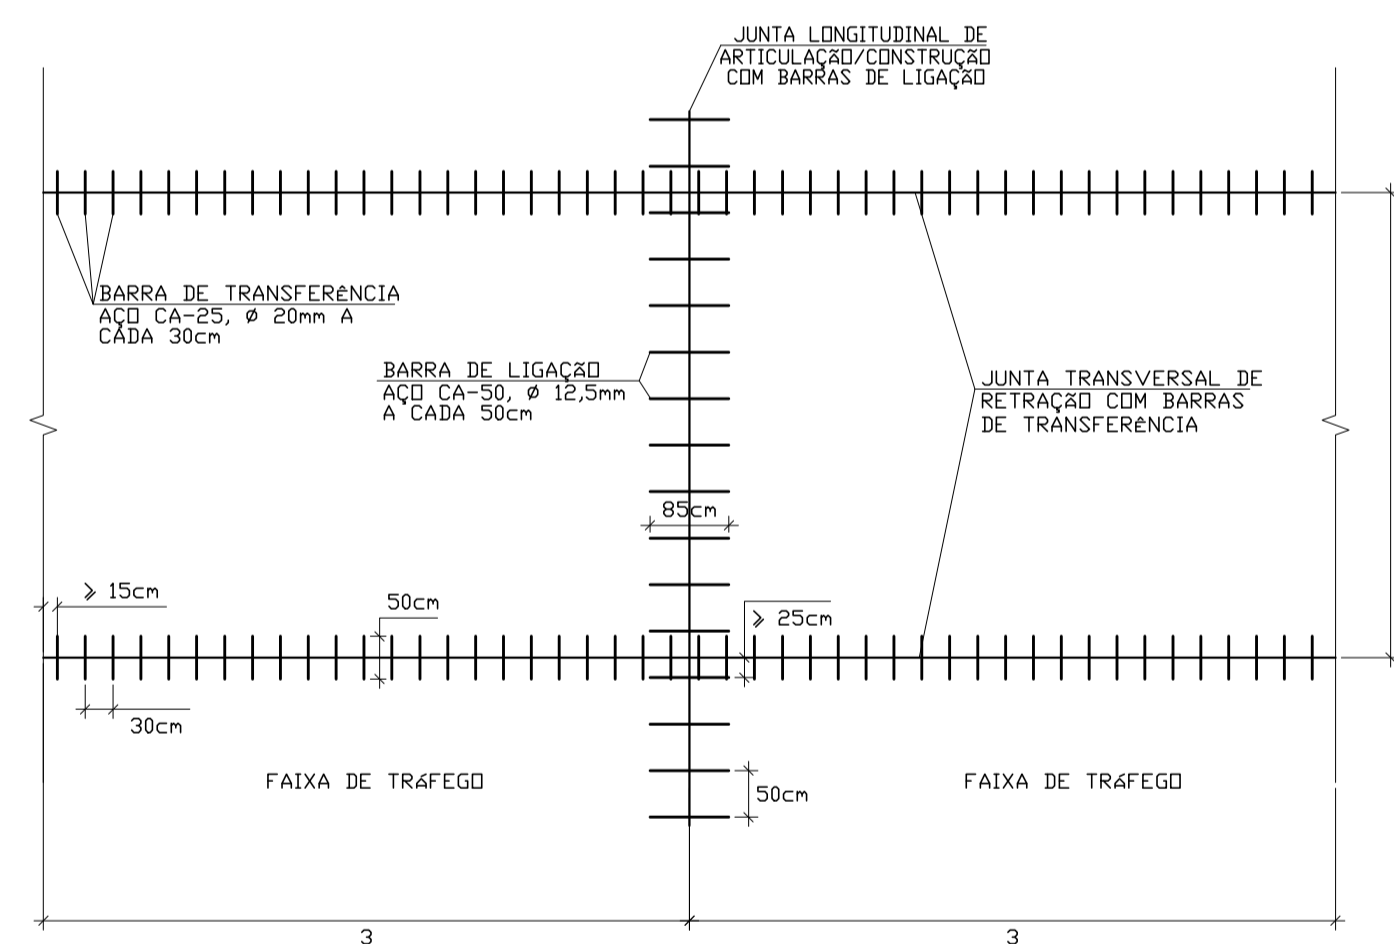 JUNTA LONGITUDINAL DE
ARTICULAÇÃO/CONSTRUÇÃO
COM BARRAS DE LIGAÇÃO
BARRA DE TRANSFERÊNCIA
AÇO CA-25, Ø 20mm A
CADA 30cm
BARRA DE LIGAÇÃO
AÇO CA-50, Ø 12,5mm
A CADA 50cm
JUNTA TRANSVERSAL DE
RETRAÇÃO COM BARRAS
DE TRANSFERÊNCIA
85cm
⩾ 15cm
50cm
⩾ 25cm
30cm
FAIXA DE TRÁFEGO
FAIXA DE TRÁFEGO
50cm
3
3